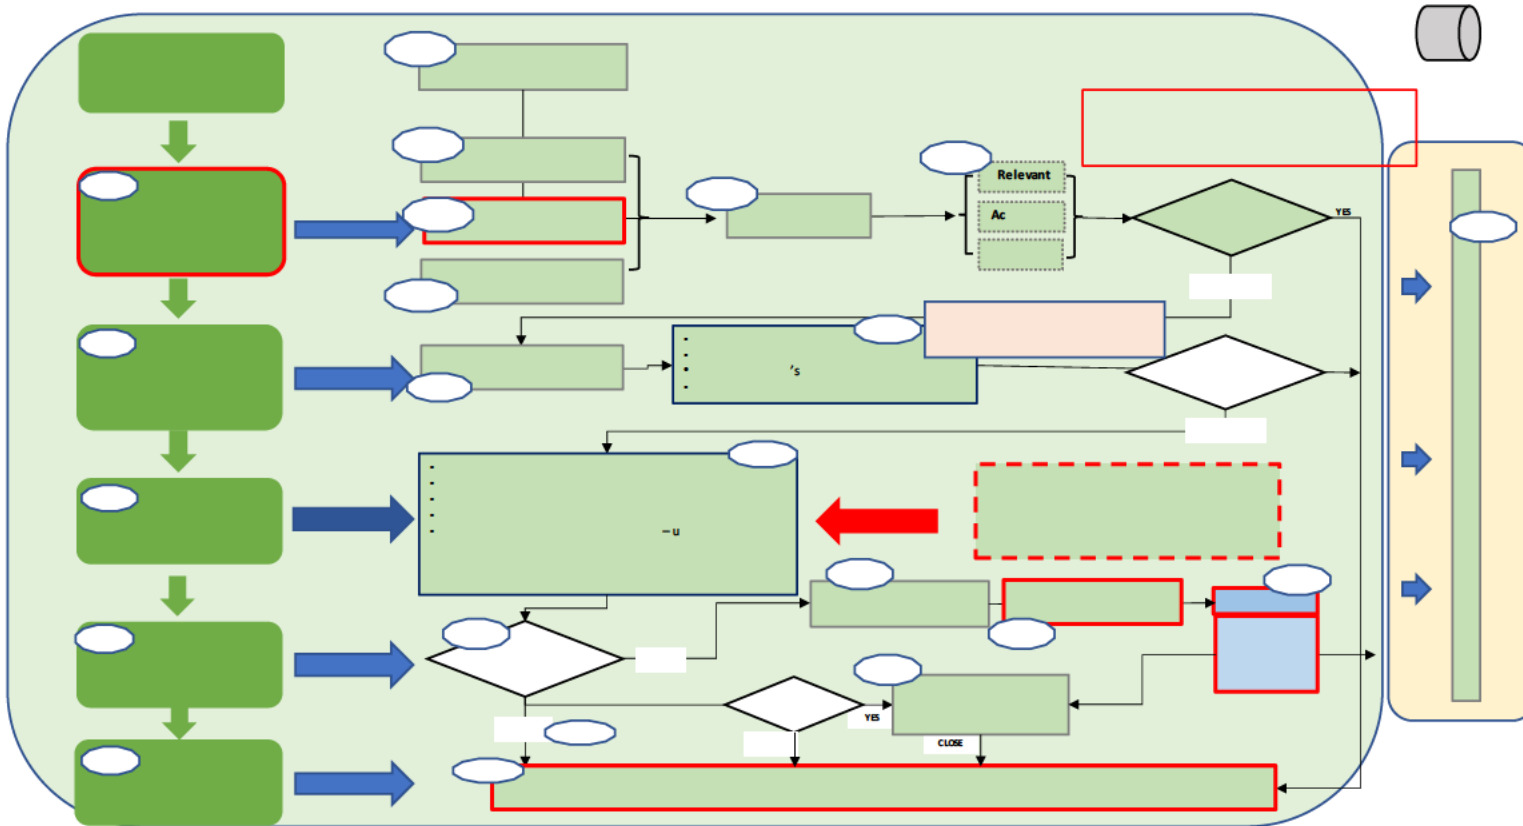 Relevant
Ac
YES
's
– u
YES
CLOSE